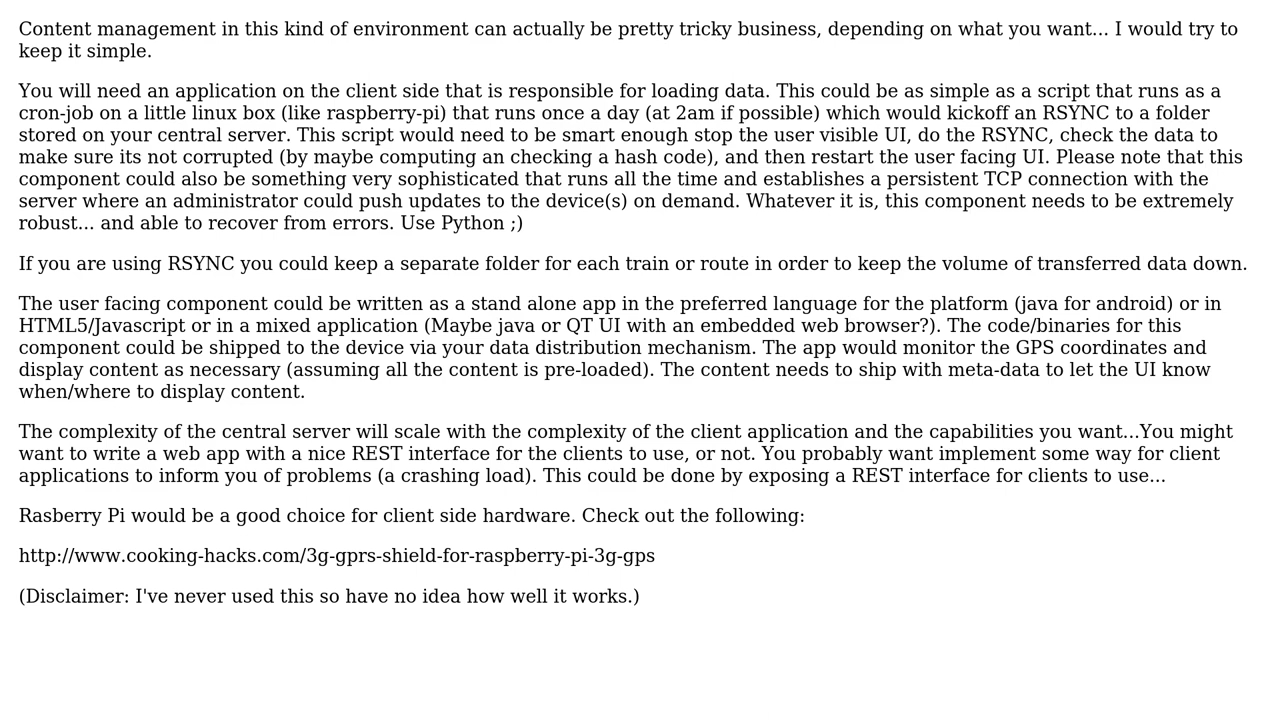 Content management in this kind of environment can actually be pretty tricky business, depending on what you want... I would try to
keep it simple.
You will need an application on the client side that is responsible for loading data. This could be as simple as a script that runs as a
cron-job on a little linux box (like raspberry-pi) that runs once a day (at 2am if possible) which would kickoff an RSYNC to a folder
stored on your central server. This script would need to be smart enough stop the user visible UI, do the RSYNC, check the data to
make sure its not corrupted (by maybe computing an checking a hash code), and then restart the user facing UI. Please note that this
component could also be something very sophisticated that runs all the time and establishes a persistent TCP connection with the
server where an administrator could push updates to the device(s) on demand. Whatever it is, this component needs to be extremely
robust... and able to recover from errors. Use Python ;)
If you are using RSYNC you could keep a separate folder for each train or route in order to keep the volume of transferred data down.
The user facing component could be written as a stand alone app in the preferred language for the platform (java for android) or in
HTML5/Javascript or in a mixed application (Maybe java or QT UI with an embedded web browser?). The code/binaries for this
component could be shipped to the device via your data distribution mechanism. The app would monitor the GPS coordinates and
display content as necessary (assuming all the content is pre-loaded). The content needs to ship with meta-data to let the UI know
when/where to display content.
The complexity of the central server will scale with the complexity of the client application and the capabilities you want...You might
want to write a web app with a nice REST interface for the clients to use, or not. You probably want implement some way for client
applications to inform you of problems (a crashing load). This could be done by exposing a REST interface for clients to use...
Rasberry Pi would be a good choice for client side hardware. Check out the following:
http://www.cooking-hacks.com/3g-gprs-shield-for-raspberry-pi-3g-gps
(Disclaimer: I've never used this so have no idea how well it works.)